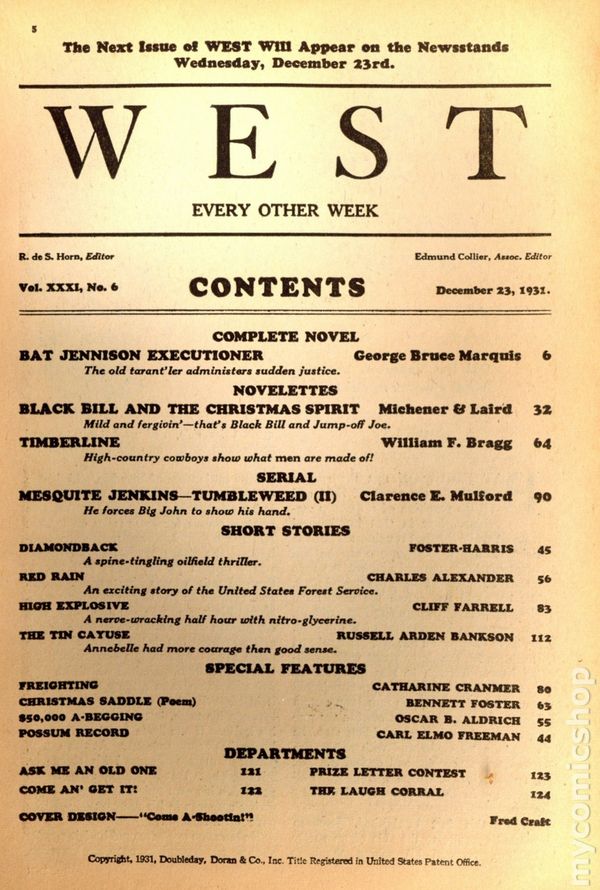 5
The Next Issue of WEST Will Appear on the Newsstands
Wednesday, December 23rd.
WEST
EVERY OTHER WEEK
R. de S. Horn, Editor Edmund Collier, Assoc. Editor
Vol. XXXI, No. 6 CONTENTS December 23, 1931.
COMPLETE NOVEL
BAT JENNISON EXECUTIONER George Bruce Marquis 6
The old tarant'ler administers sudden justice.
NOVELETTES
BLACK BILL AND THE CHRISTMAS SPIRIT Michener & Laird 32
Mild and fergivin'—that's Black Bill and Jump-off Joe.
TIMBERLINE William F. Bragg 64
High-country cowboys show what men are made of!
SERIAL
MESQUITE JENKINS—TUMBLEWEED (II) Clarence E. Mulford 90
He forces Big John to show his hand.
SHORT STORIES
DIAMONDBACK FOSTER-HARRIS 45
A spine-tingling oilfield thriller.
RED RAIN CHARLES ALEXANDER 56
An exciting story of the United States Forest Service.
HIGH EXPLOSIVE CLIFF FARRELL 83
A nerve-wracking half hour with nitro-glycerine.
THE TIN CAYUSE RUSSELL ARDEN BANKSON 112
Annebelle had more courage then good sense.
SPECIAL FEATURES
FREIGHTING CATHARINE CRANMER 80
CHRISTMAS SADDLE (Poem) BENNETT FOSTER 63
$50,000 A-BEGGING OSCAR B. ALDRICH 55
POSSUM RECORD CARL ELMO FREEMAN 44
DEPARTMENTS
ASK ME AN OLD ONE 121 PRIZE LETTER CONTEST 123
COME AN' GET IT! 122 THE LAUGH CORRAL 124
COVER DESIGN——"Come A-Shootin!" Fred Craft
Copyright, 1931, Doubleday, Doran & Co., Inc. Title Registered in United States Patent Office.
mycomicshop